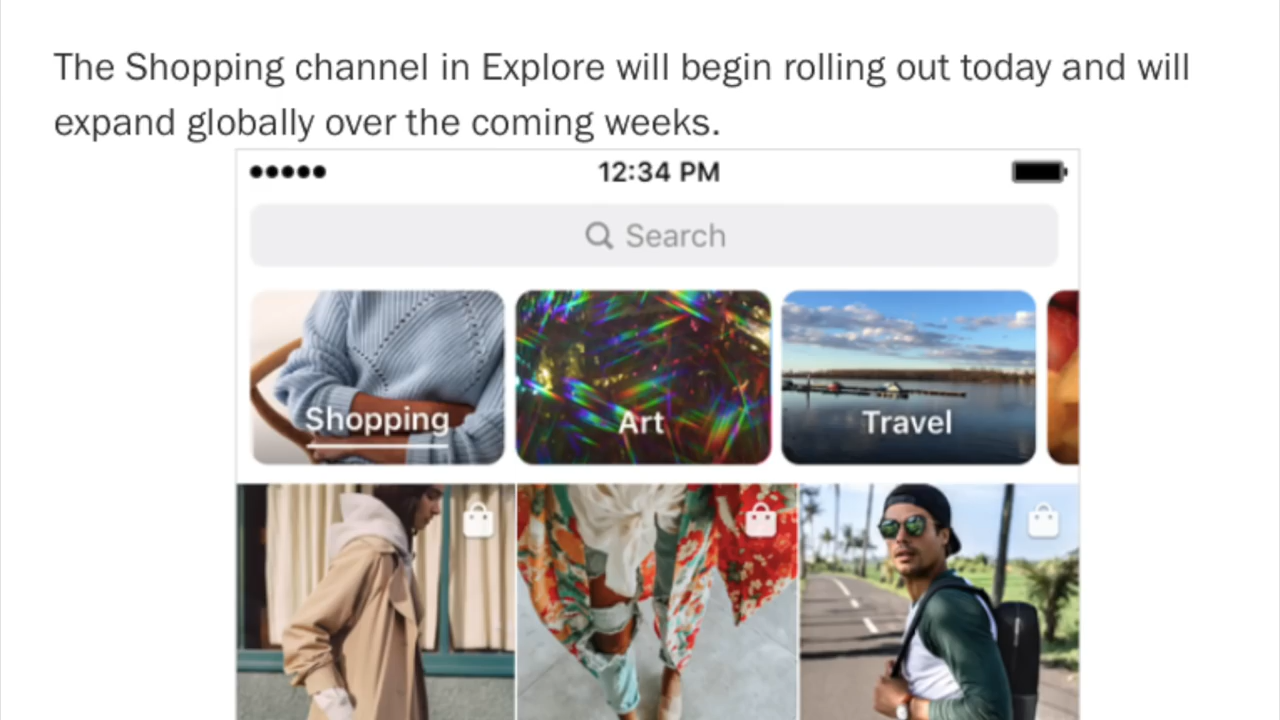 The Shopping channel in Explore will begin rolling out today and will
expand globally over the coming weeks.
12:34 PM
Search
Shopping
Art
Travel